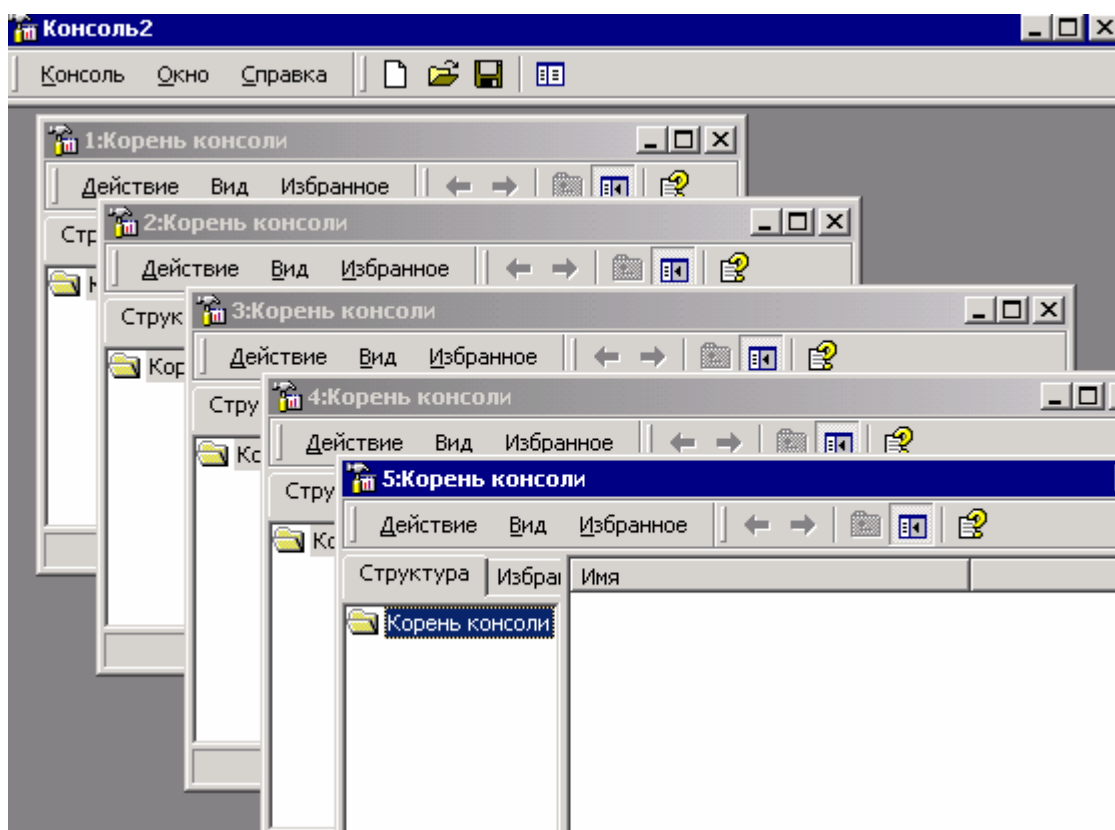 Консоль2
Консоль Окно Справка
1:Корень консоли
Действие Вид Избранное
2:Корень консоли
Действие Вид Избранное
3:Корень консоли
Действие Вид Избранное
4:Корень консоли
Действие Вид Избранное
5:Корень консоли
Действие Вид Избранное
Структура Имя
Корень консоли